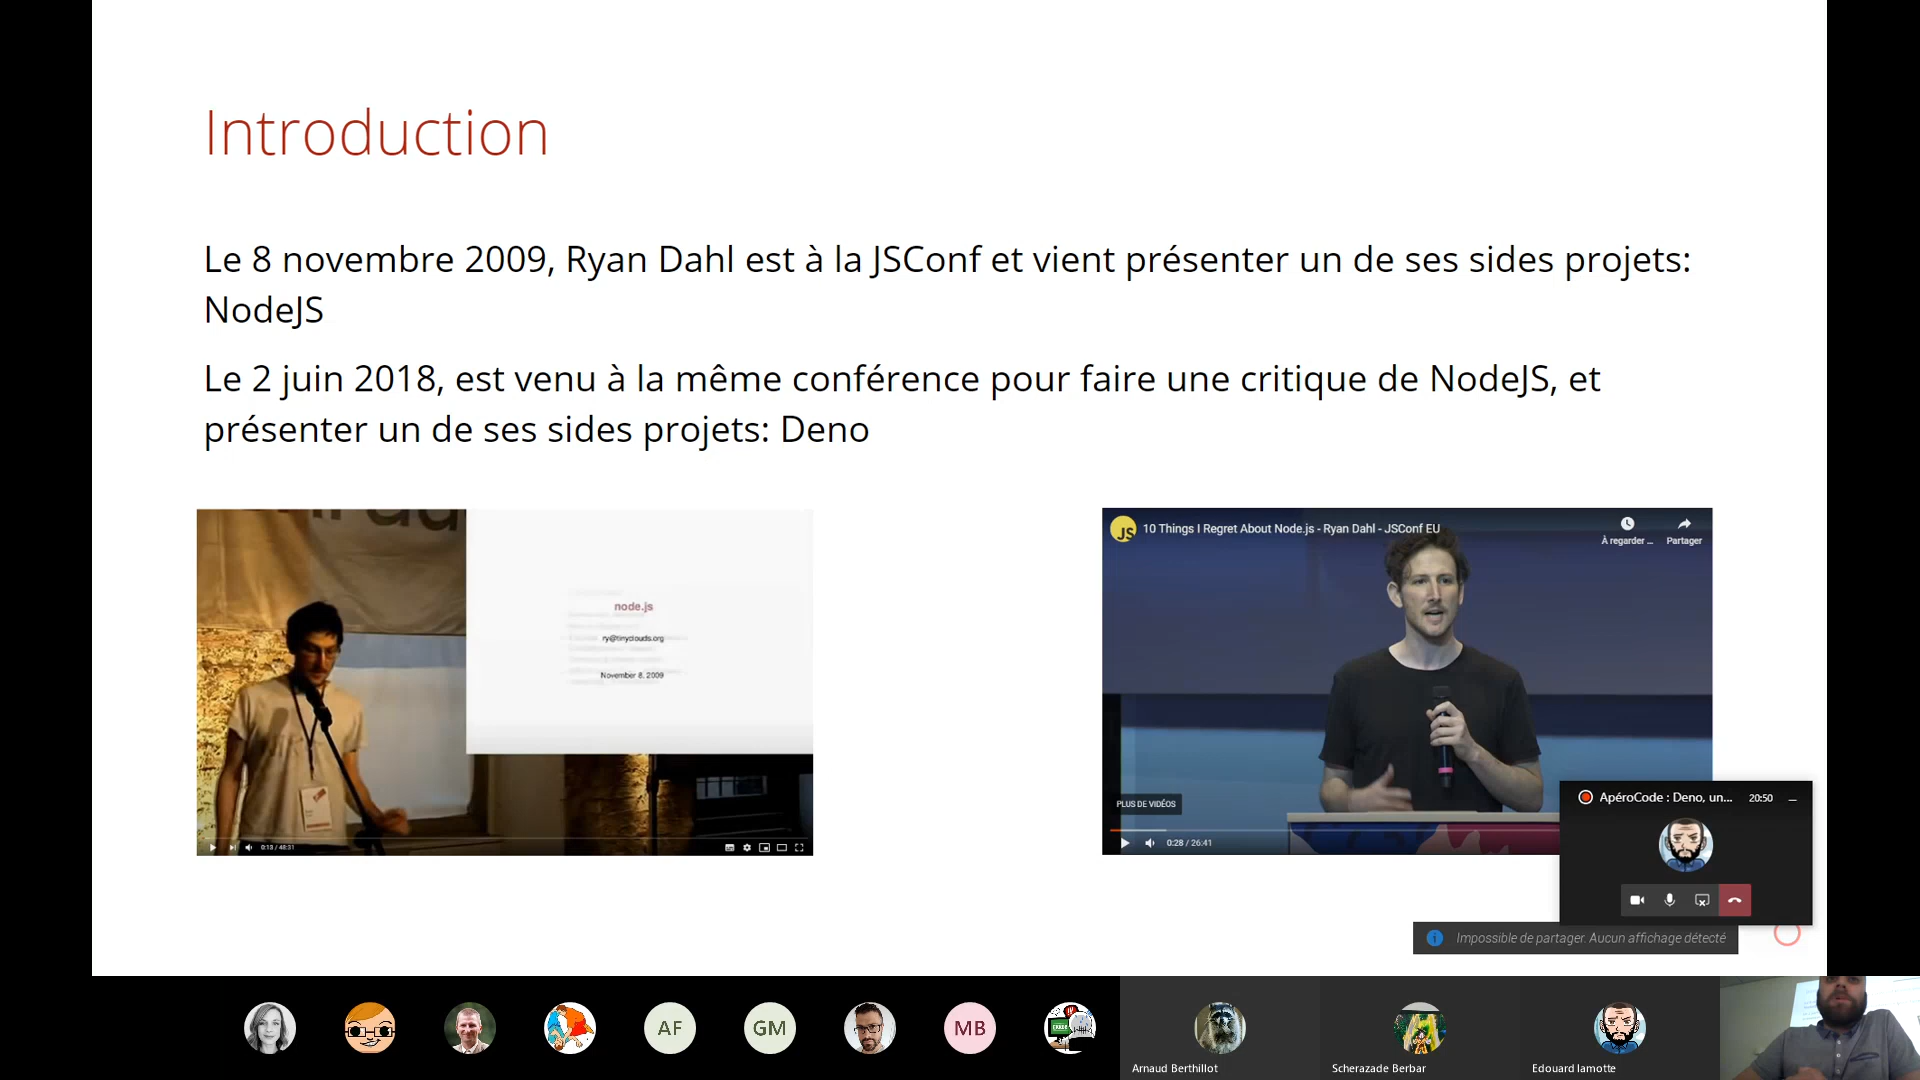 Introduction
Le 8 novembre 2009, Ryan Dahl est à la JSConf et vient présenter un de ses sides projets:
NodeJS
Le 2 juin 2018, est venu à la même conférence pour faire une critique de NodeJS, et
présenter un de ses sides projets: Deno
node.js
ry@tinyclouds.org
November 8, 2009
0:13 / 48:31
JS
10 Things I Regret About Node.js - Ryan Dahl - JSConf EU
À regarder ...
Partager
PLUS DE VIDÉOS
0:28 / 26:41
ApéroCode : Deno, un...
20:50
Impossible de partager. Aucun affichage détecté
AF
GM
MB
Arnaud Berthillot
Scherazade Berbar
Edouard lamotte